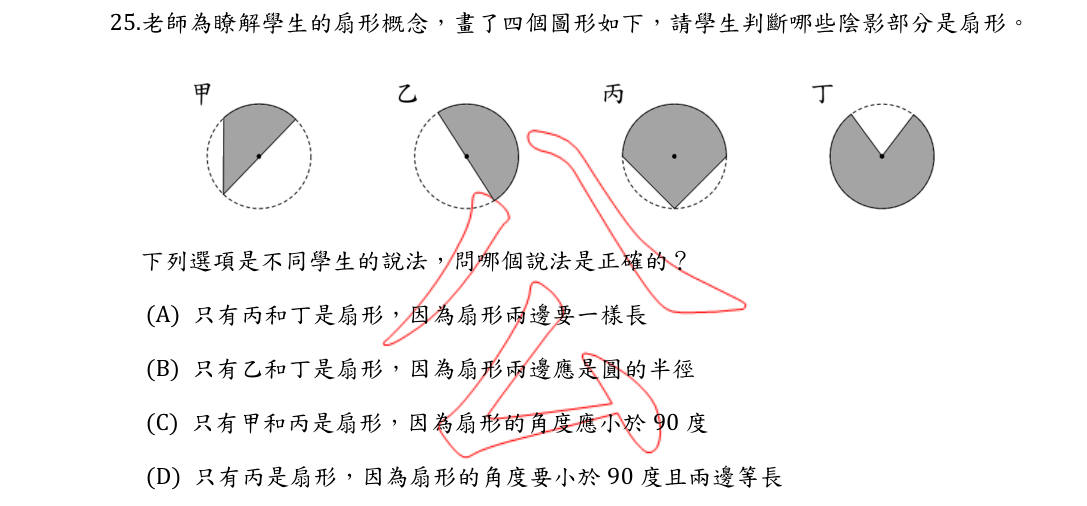 25.老師為瞭解學生的扇形概念，畫了四個圖形如下，請學生判斷哪些陰影部分是扇形。
甲 乙 丙 丁
下列選項是不同學生的說法，問哪個說法是正確的？
(A) 只有丙和丁是扇形，因為扇形兩邊要一樣長
(B) 只有乙和丁是扇形，因為扇形兩邊應是圓的半徑
(C) 只有甲和丙是扇形，因為扇形的角度應小於 90 度
(D) 只有丙是扇形，因為扇形的角度要小於 90 度且兩邊等長
公